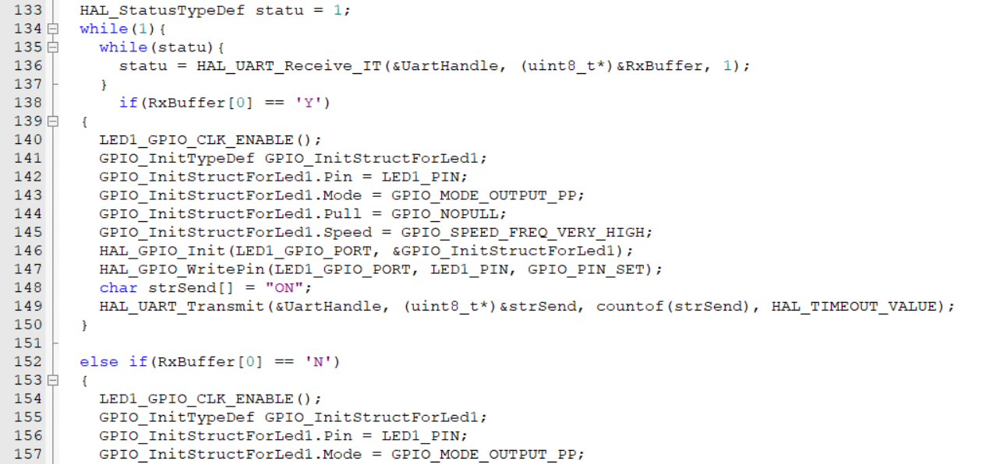 133 HAL_StatusTypeDef statu = 1;
134 while(1){
135 while(statu){
136 statu = HAL_UART_Receive_IT(&UartHandle, (uint8_t*)&RxBuffer, 1);
137 }
138 if(RxBuffer[0] == 'Y')
139 {
140 LED1_GPIO_CLK_ENABLE();
141 GPIO_InitTypeDef GPIO_InitStructForLed1;
142 GPIO_InitStructForLed1.Pin = LED1_PIN;
143 GPIO_InitStructForLed1.Mode = GPIO_MODE_OUTPUT_PP;
144 GPIO_InitStructForLed1.Pull = GPIO_NOPULL;
145 GPIO_InitStructForLed1.Speed = GPIO_SPEED_FREQ_VERY_HIGH;
146 HAL_GPIO_Init(LED1_GPIO_PORT, &GPIO_InitStructForLed1);
147 HAL_GPIO_WritePin(LED1_GPIO_PORT, LED1_PIN, GPIO_PIN_SET);
148 char strSend[] = "ON";
149 HAL_UART_Transmit(&UartHandle, (uint8_t*)&strSend, countof(strSend), HAL_TIMEOUT_VALUE);
150 }
151
152 else if(RxBuffer[0] == 'N')
153 {
154 LED1_GPIO_CLK_ENABLE();
155 GPIO_InitTypeDef GPIO_InitStructForLed1;
156 GPIO_InitStructForLed1.Pin = LED1_PIN;
157 GPIO_InitStructForLed1.Mode = GPIO_MODE_OUTPUT_PP;